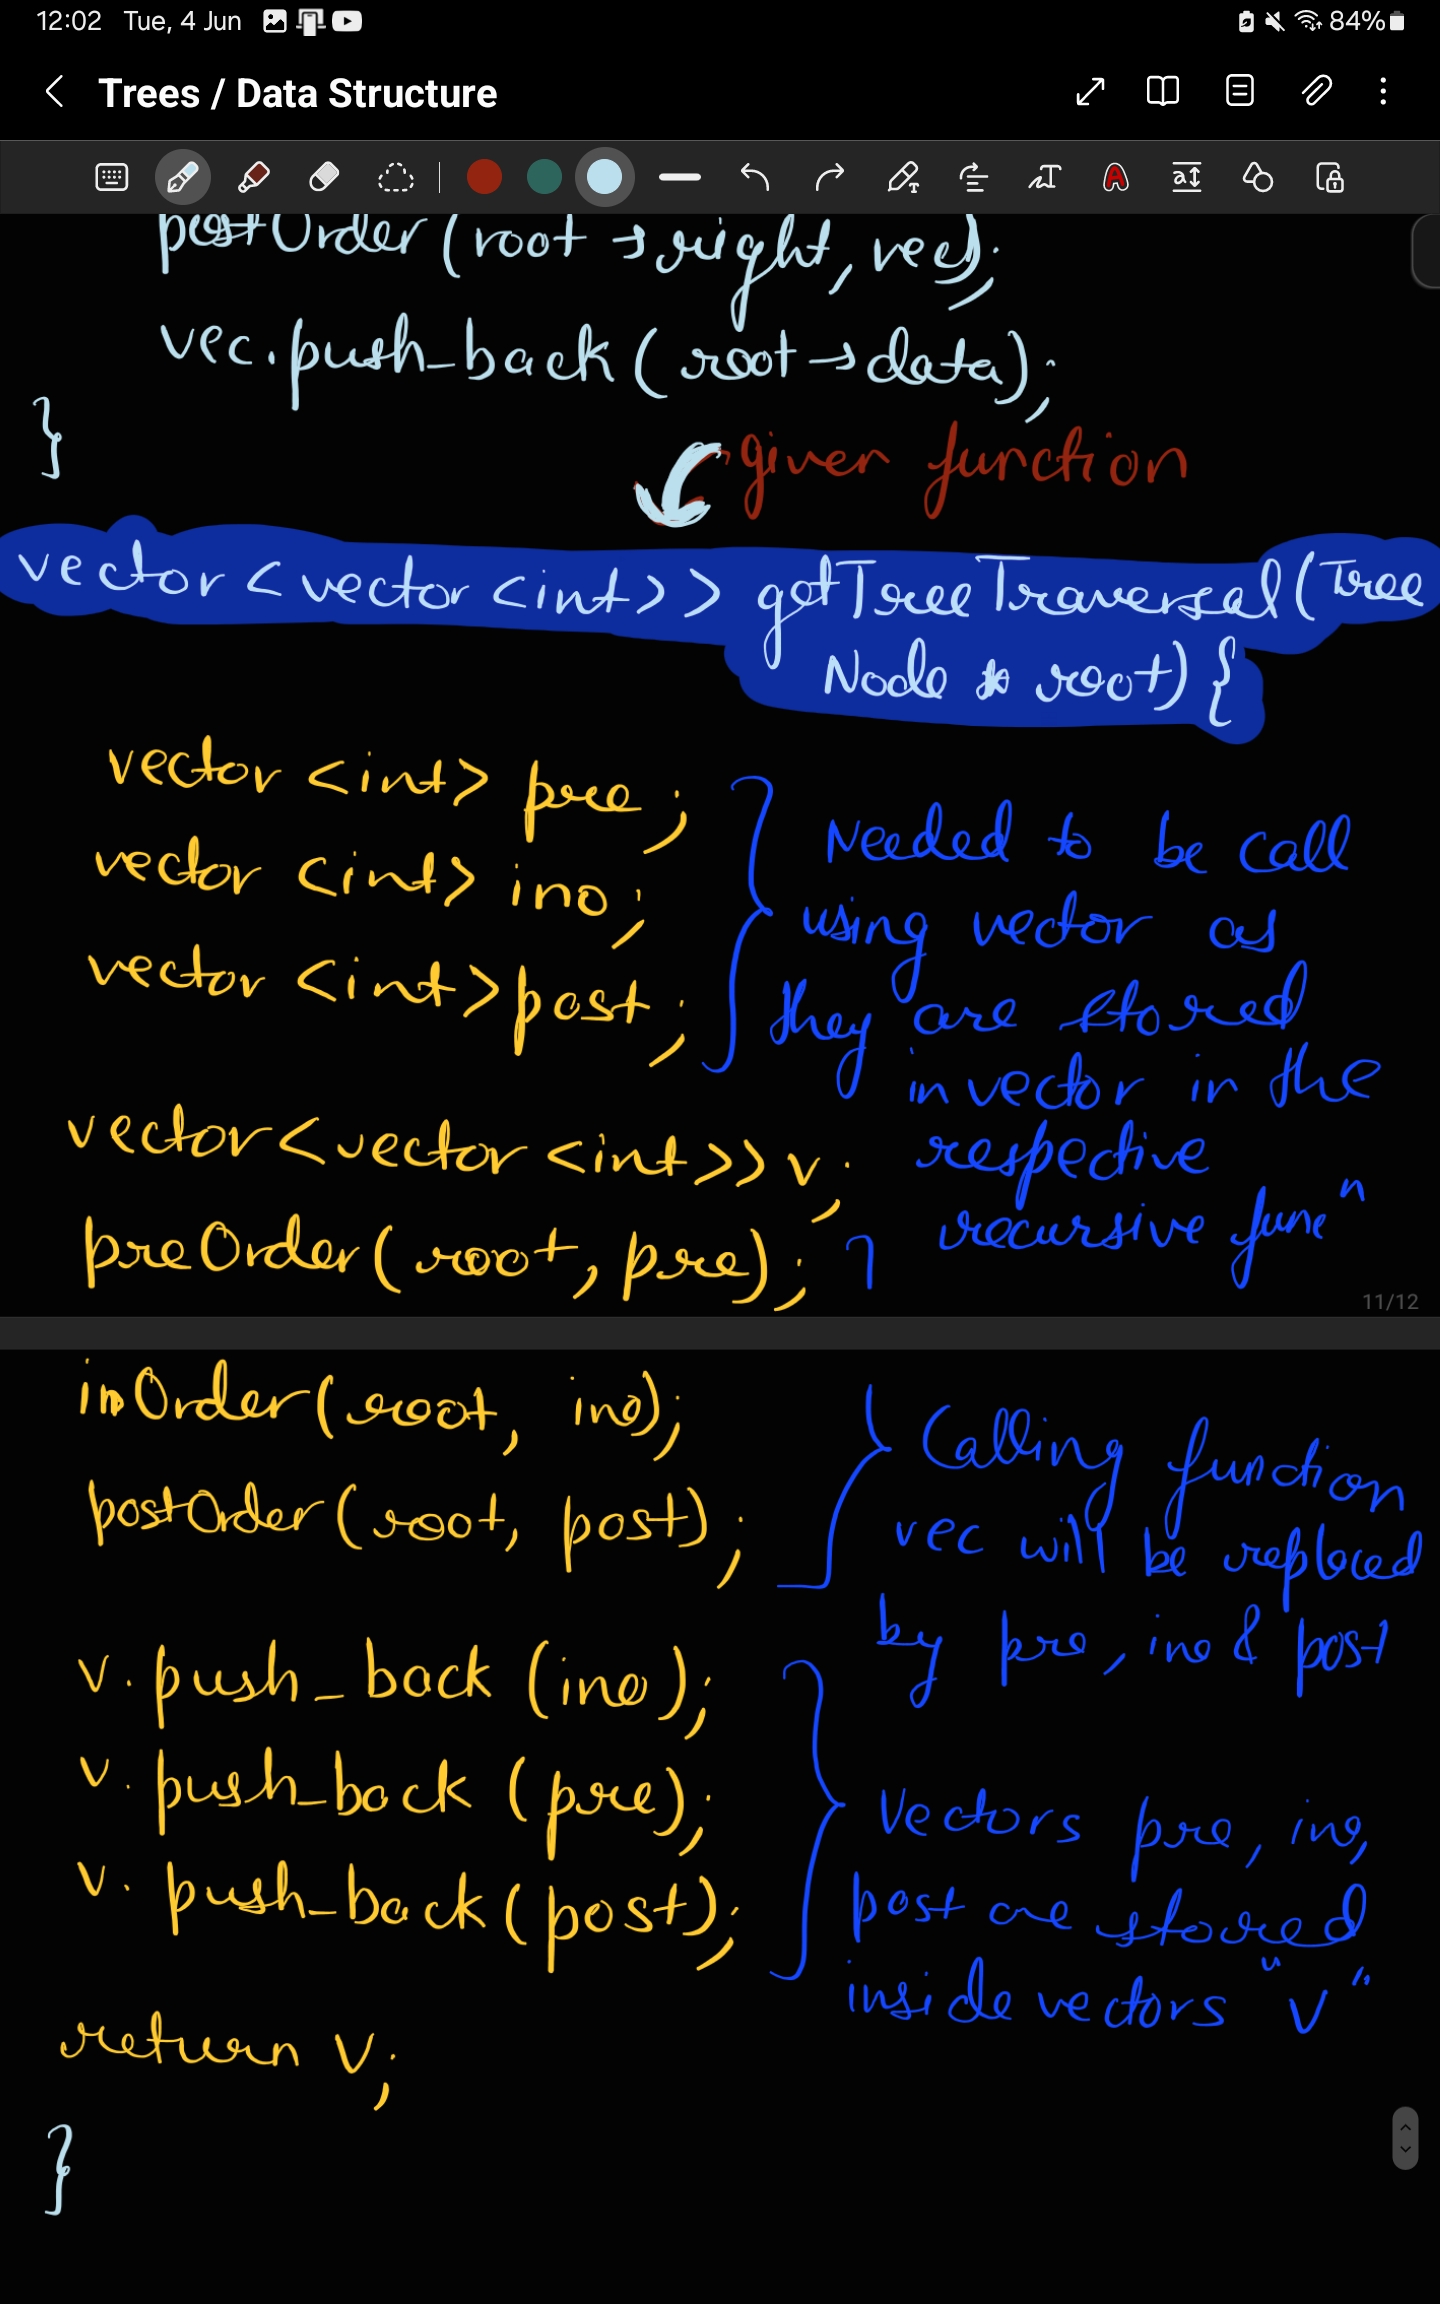 12:02 Tue, 4 Jun 84%
Trees / Data Structure
postOrder(root →right, vec);
vec.push_back(root→data);
}
given function
vector<vector<int>> getTreeTraversal(Tree
Node * root){
vector <int> pre;
vector <int> ino;
vector <int> post;
Needed to be call
using vector as
they are stored
in vector in the
respective
recursive funcⁿ
vector<vector<int>> v;
preOrder(root, pre);
11/12
inOrder(root, ino);
postOrder(root, post);
Calling function
vec will be replaced
by pre, ino & post
v.push_back (ino);
v.push_back (pre);
v.push_back (post);
Vectors pre, ino,
post are stored
inside vectors "v"
return v;
}